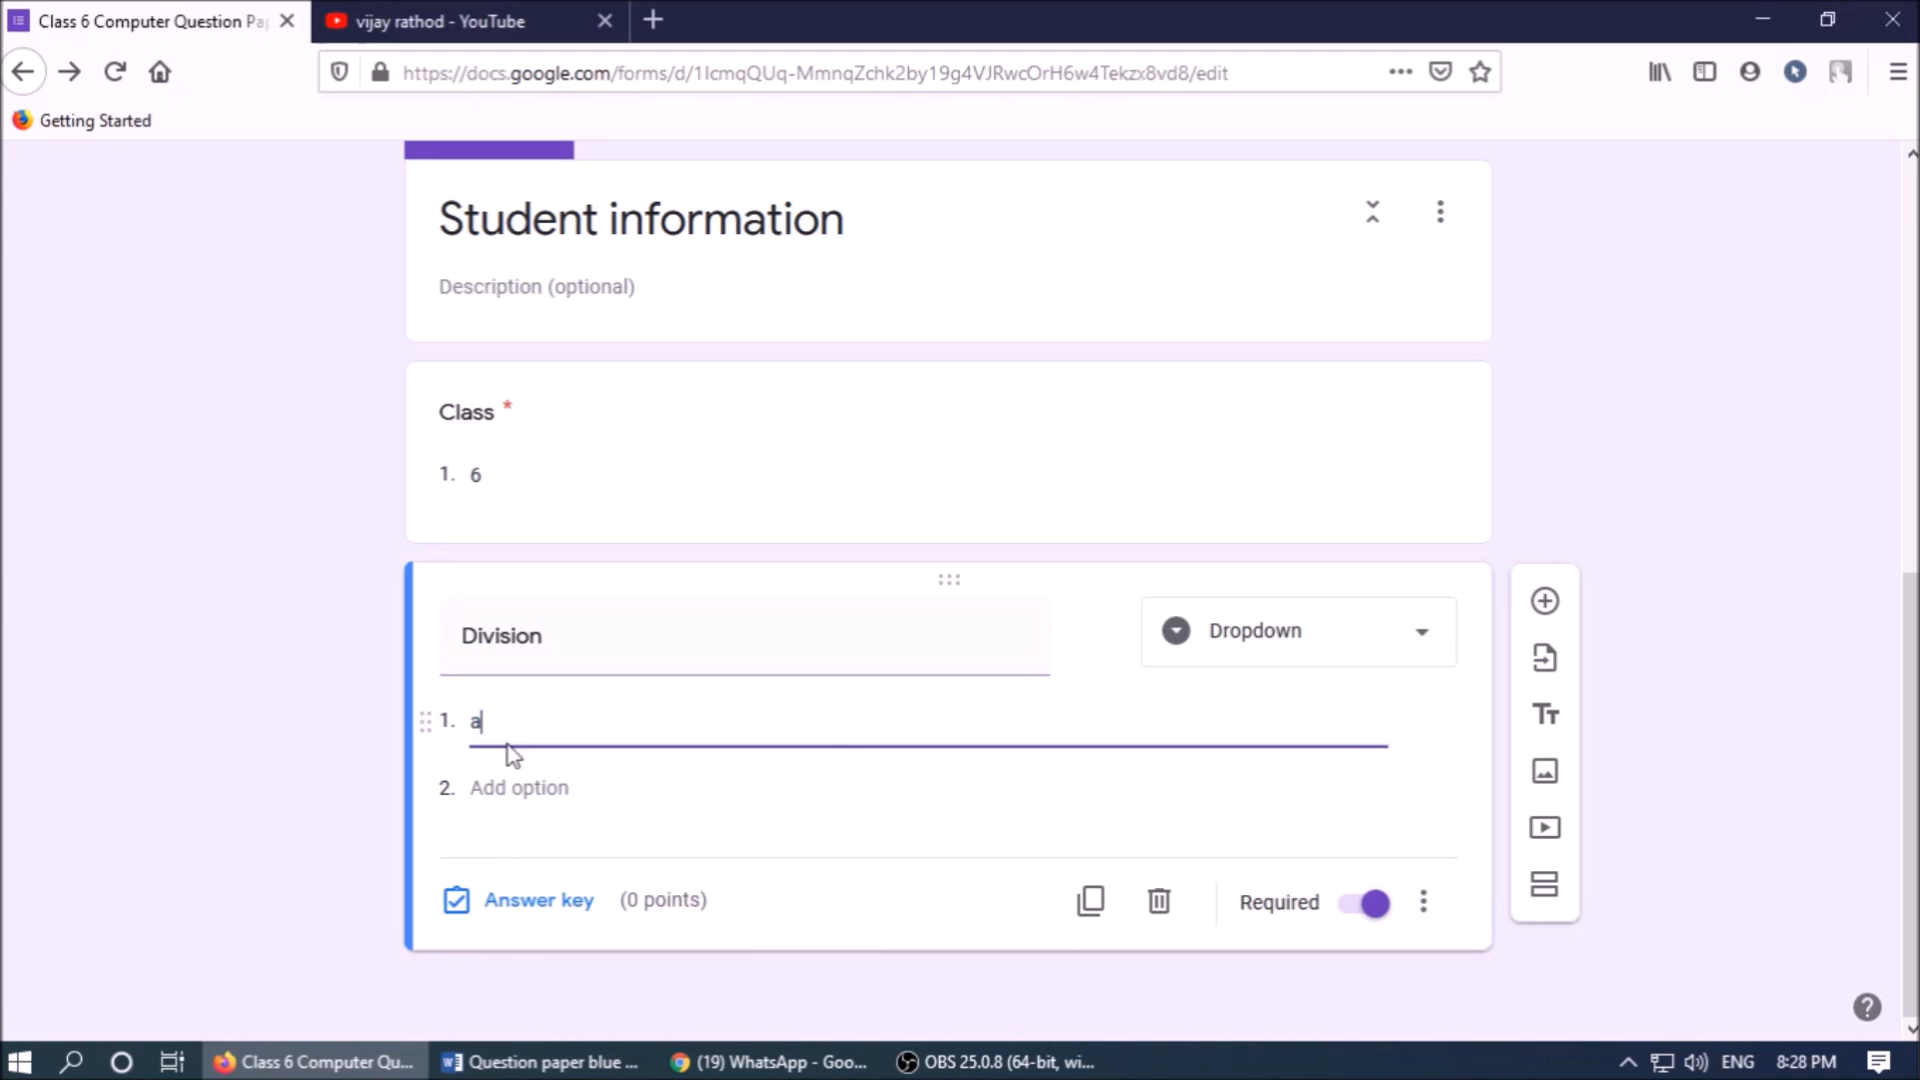 Class 6 Computer Question Pa
vijay rathod - YouTube
https://docs.google.com/forms/d/1IcmqQUq-MmnqZchk2by19g4VJRwcOrH6w4Tekzx8vd8/edit
Getting Started
Student information
Description (optional)
Class *
1. 6
Division
Dropdown
1. a
2. Add option
Answer key (0 points)
Required
Class 6 Computer Qu...
Question paper blue ...
(19) WhatsApp - Goo...
OBS 25.0.8 (64-bit, wi...
ENG
8:28 PM